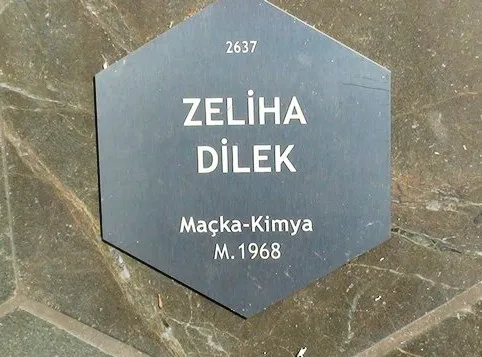 2637
ZELİHA
DİLEK
Maçka-Kimya
M.1968